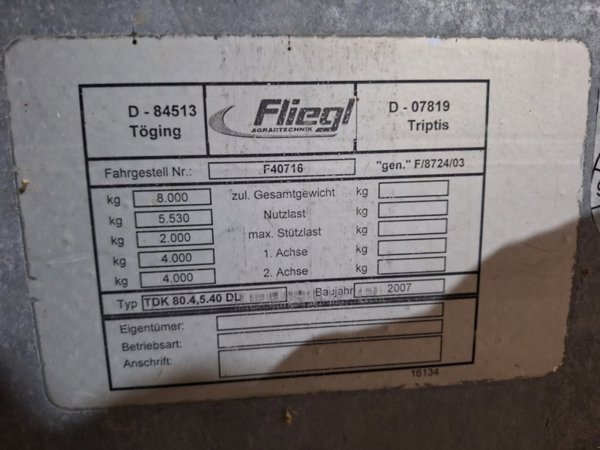 D - 84513
Töging
Fliegl
AGRARTECHNIK
D - 07819
Triptis
Fahrgestell Nr.: F40716 "gen." F/8724/03
kg 8.000 zul. Gesamtgewicht kg
kg 5.530 Nutzlast kg
kg 2.000 max. Stützlast kg
kg 4.000 1. Achse kg
kg 4.000 2. Achse kg
Typ TDK 80.4,5.40 DL Baujahr 2007
Eigentümer:
Betriebsart:
Anschrift:
16134